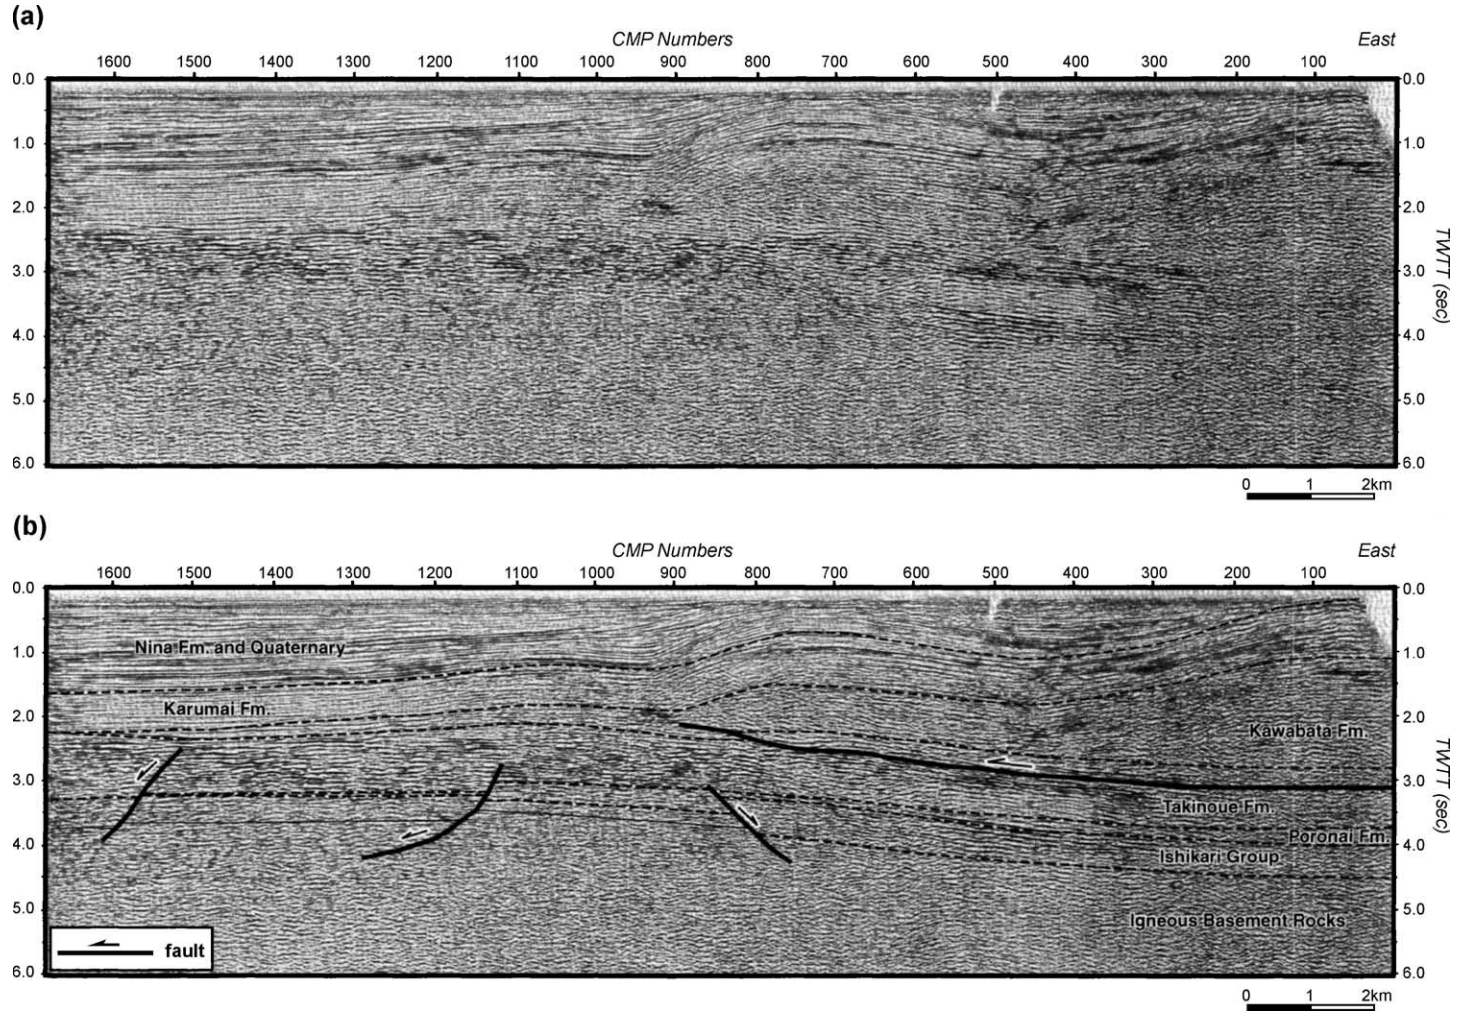 (a)
CMP Numbers East
1600 1500 1400 1300 1200 1100 1000 900 800 700 600 500 400 300 200 100
0.0 0.0
1.0 1.0
2.0 2.0
3.0 3.0
4.0 4.0
5.0 5.0
6.0 6.0
TWTT (sec)
0 1 2km
(b)
CMP Numbers East
1600 1500 1400 1300 1200 1100 1000 900 800 700 600 500 400 300 200 100
0.0 0.0
Nina Fm. and Quaternary
1.0 1.0
Karumai Fm.
2.0 2.0
Kawabata Fm.
3.0 3.0
Takinoue Fm.
Poronai Fm.
4.0 4.0
Ishikari Group
5.0 5.0
Igneous Basement Rocks
fault
6.0 6.0
TWTT (sec)
0 1 2km